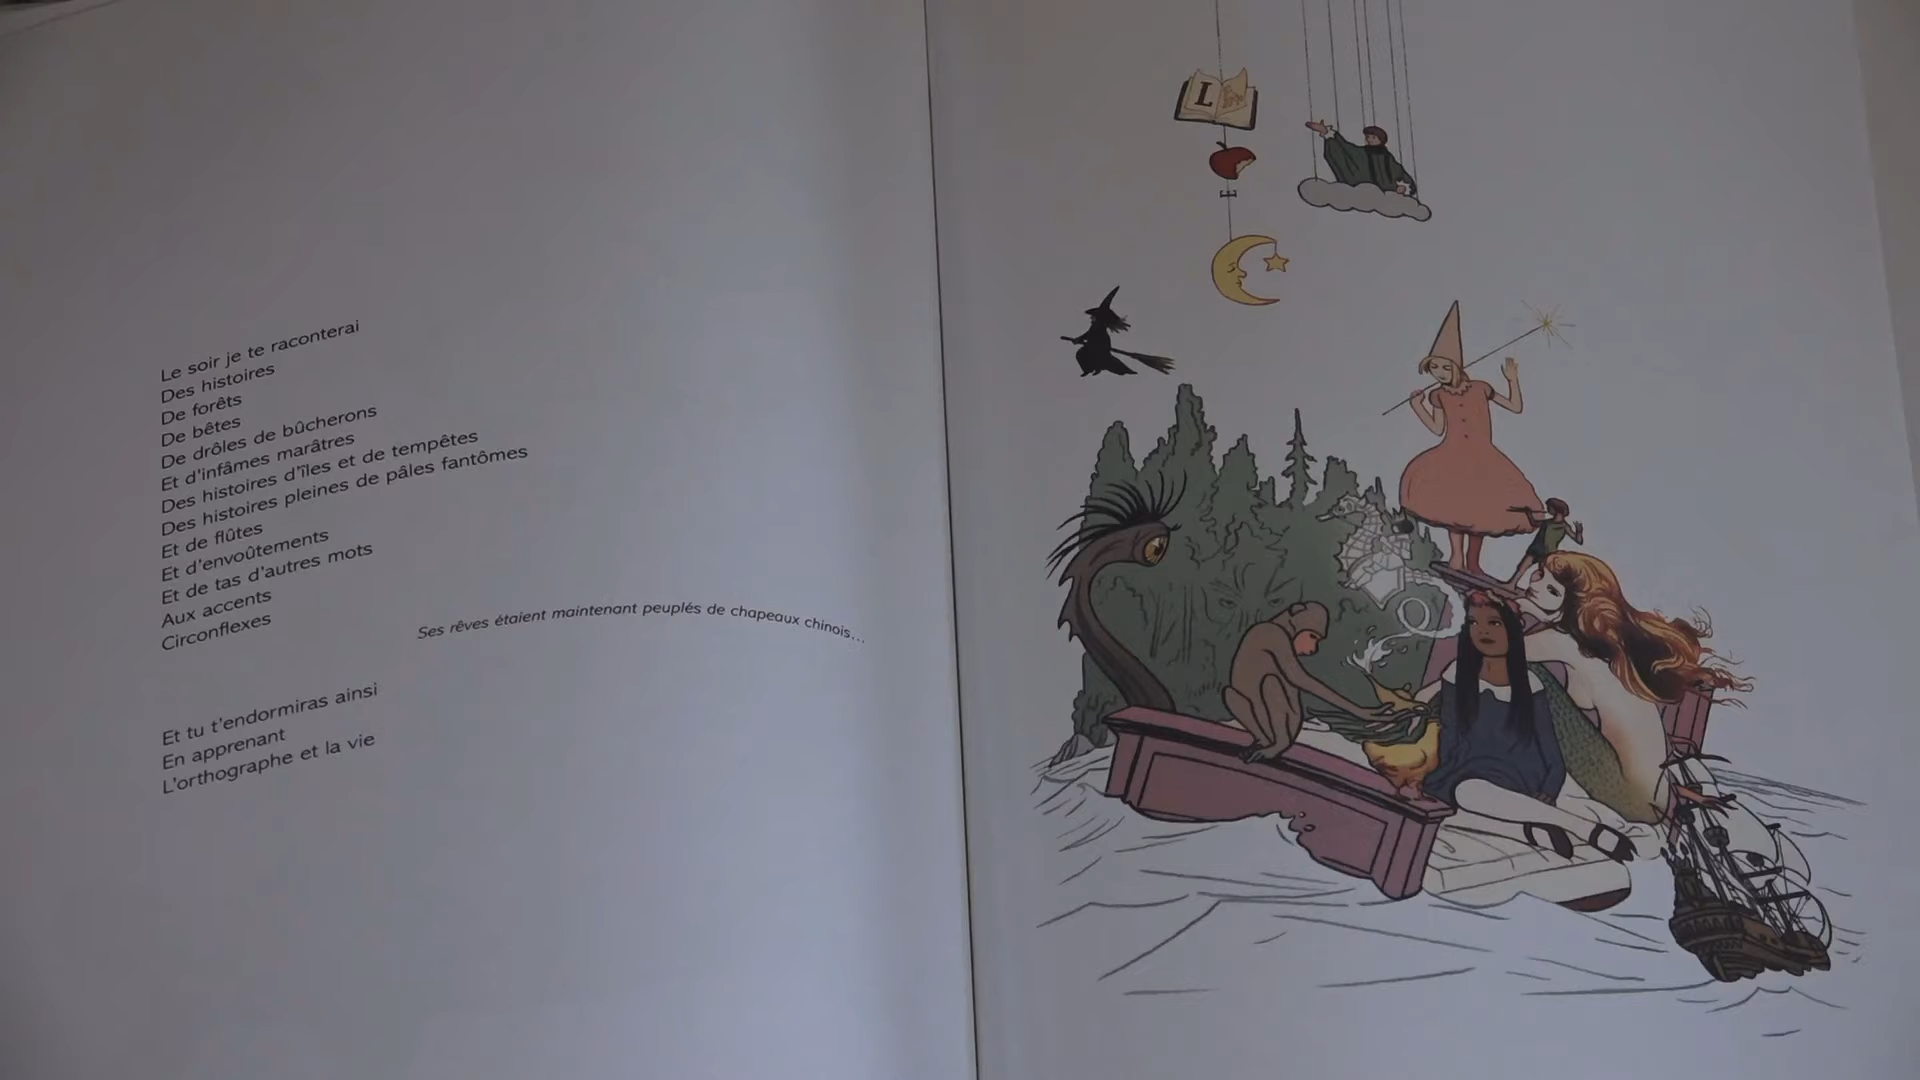 Le soir je te raconterai
Des histoires
De forêts
De bêtes
De drôles de bûcherons
Et d'infâmes marâtres
Des histoires d'îles et de tempêtes
Des histoires pleines de pâles fantômes
Et de flûtes
Et d'envoûtements
Et de tas d'autres mots
Aux accents
Circonflexes
Ses rêves étaient maintenant peuplés de chapeaux chinois...
Et tu t'endormiras ainsi
En apprenant
L'orthographe et la vie
L
E